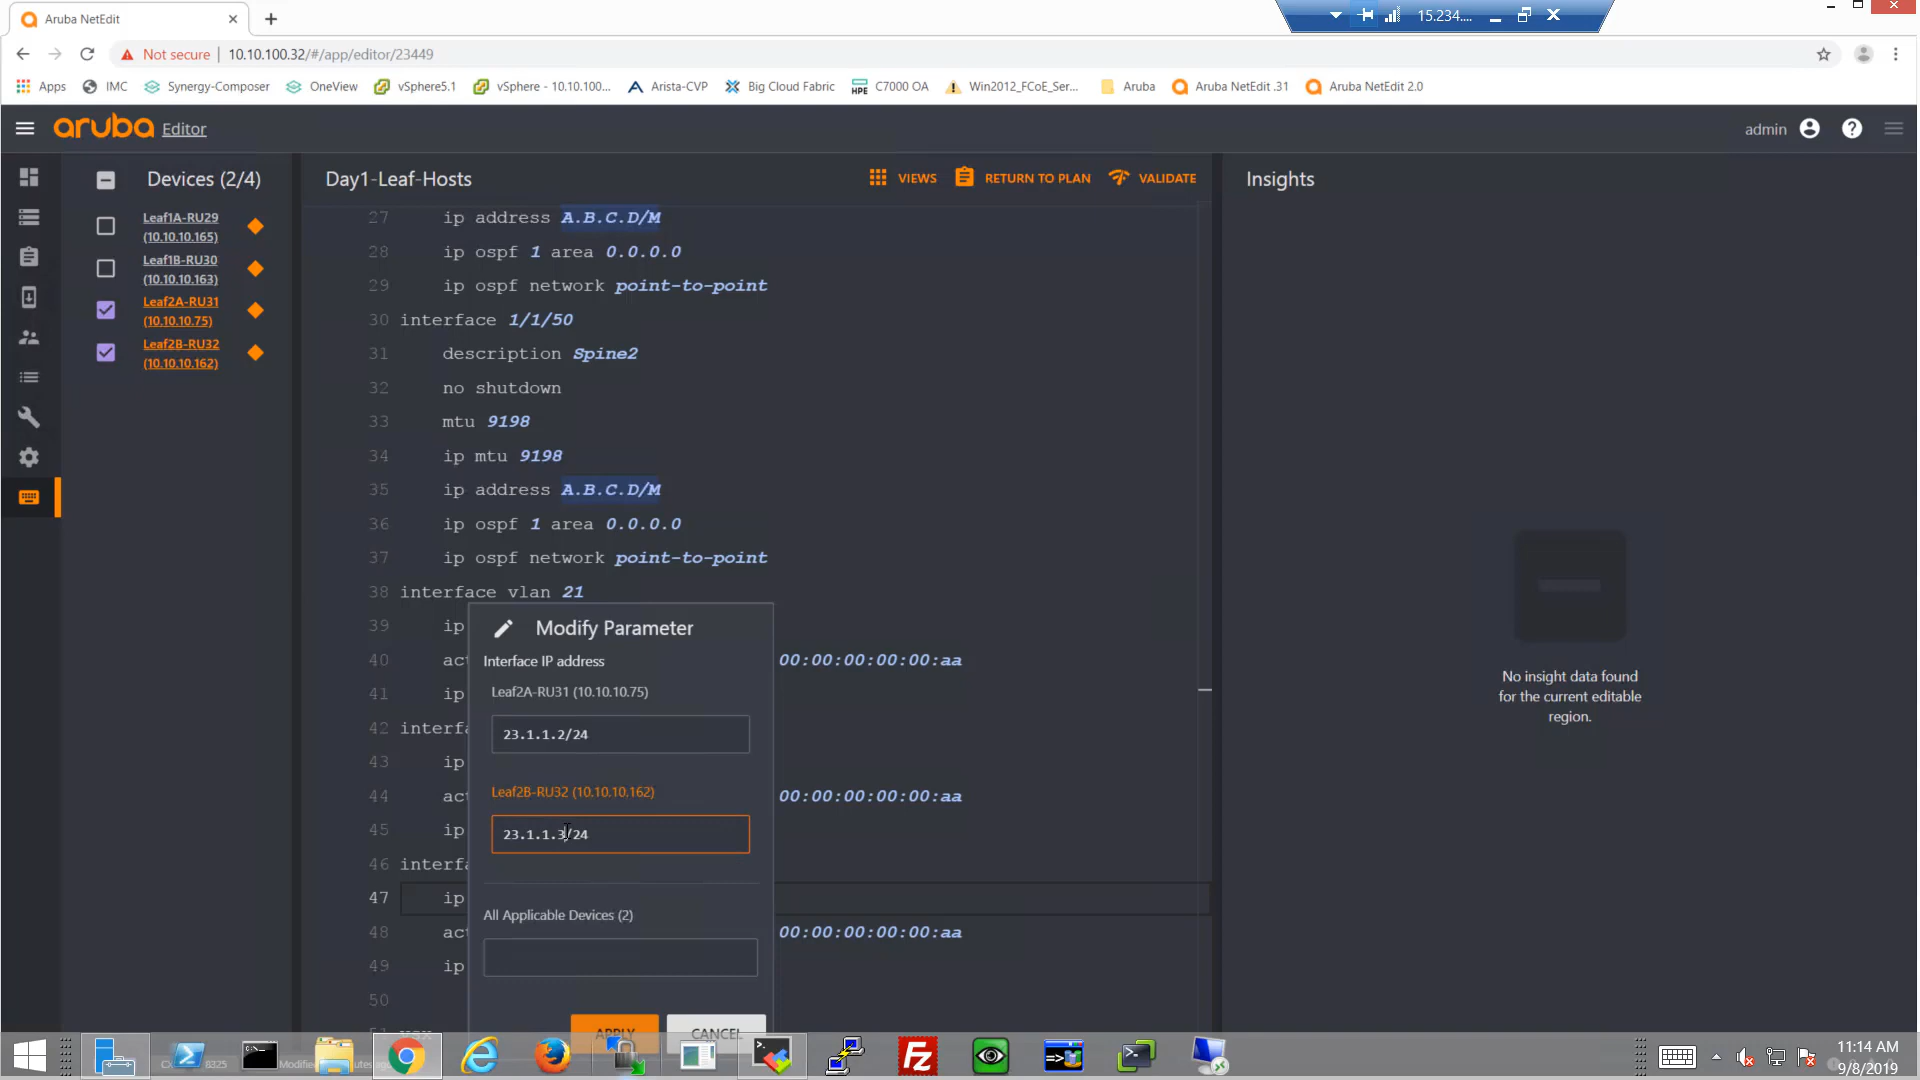 Aruba NetEdit
15.234....
Not secure | 10.10.100.32/#/app/editor/23449
Apps IMC Synergy-Composer OneView vSphere5.1 vSphere - 10.10.100... Arista-CVP Big Cloud Fabric C7000 OA Win2012_FCoE_Ser... Aruba Aruba NetEdit .31 Aruba NetEdit 2.0
aruba Editor
admin
Devices (2/4)
Leaf1A-RU29
(10.10.10.165)
Leaf1B-RU30
(10.10.10.163)
Leaf2A-RU31
(10.10.10.75)
Leaf2B-RU32
(10.10.10.162)
Day1-Leaf-Hosts
VIEWS RETURN TO PLAN VALIDATE
27 ip address A.B.C.D/M
28 ip ospf 1 area 0.0.0.0
29 ip ospf network point-to-point
30 interface 1/1/50
31 description Spine2
32 no shutdown
33 mtu 9198
34 ip mtu 9198
35 ip address A.B.C.D/M
36 ip ospf 1 area 0.0.0.0
37 ip ospf network point-to-point
38 interface vlan 21
39 ip
40 act 00:00:00:00:00:aa
41 ip
42 interfa
43 ip
44 act 00:00:00:00:00:aa
45 ip
46 interfa
47 ip
48 act 00:00:00:00:00:aa
49 ip
50
Modify Parameter
Interface IP address
Leaf2A-RU31 (10.10.10.75)
23.1.1.2/24
Leaf2B-RU32 (10.10.10.162)
23.1.1.3/24
All Applicable Devices (2)
APPLY CANCEL
Insights
No insight data found
for the current editable
region.
11:14 AM
9/8/2019